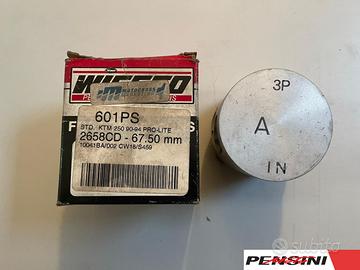 WISECO
601PS
STD. KTM 250 90-94 PRO-LITE
2658CD - 67.50 mm
10041BA/002 CW18/S459
3P
A
IN
subito
PENSINI